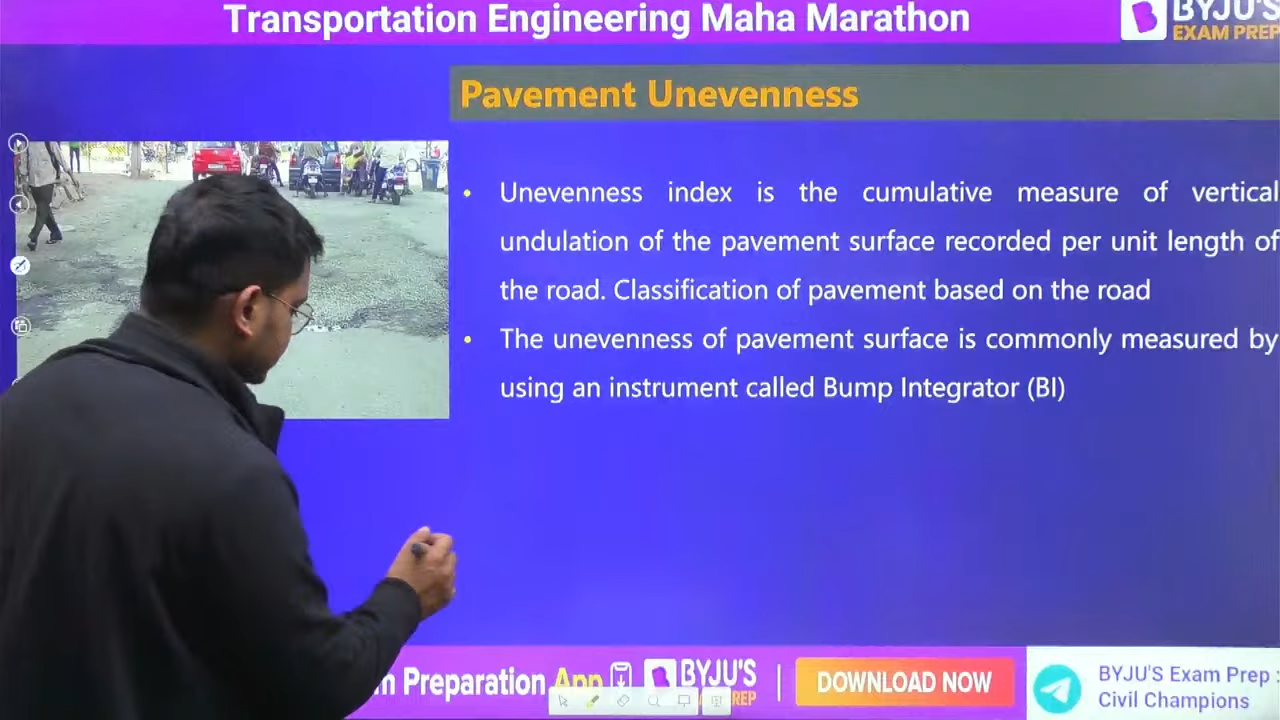 Transportation Engineering Maha Marathon
BYJU'S
EXAM PREP
Pavement Unevenness
• Unevenness index is the cumulative measure of vertical
undulation of the pavement surface recorded per unit length of
the road. Classification of pavement based on the road
• The unevenness of pavement surface is commonly measured by
using an instrument called Bump Integrator (BI)
Preparation App
BYJU'S
DOWNLOAD NOW
BYJU'S Exam Prep :
Civil Champions